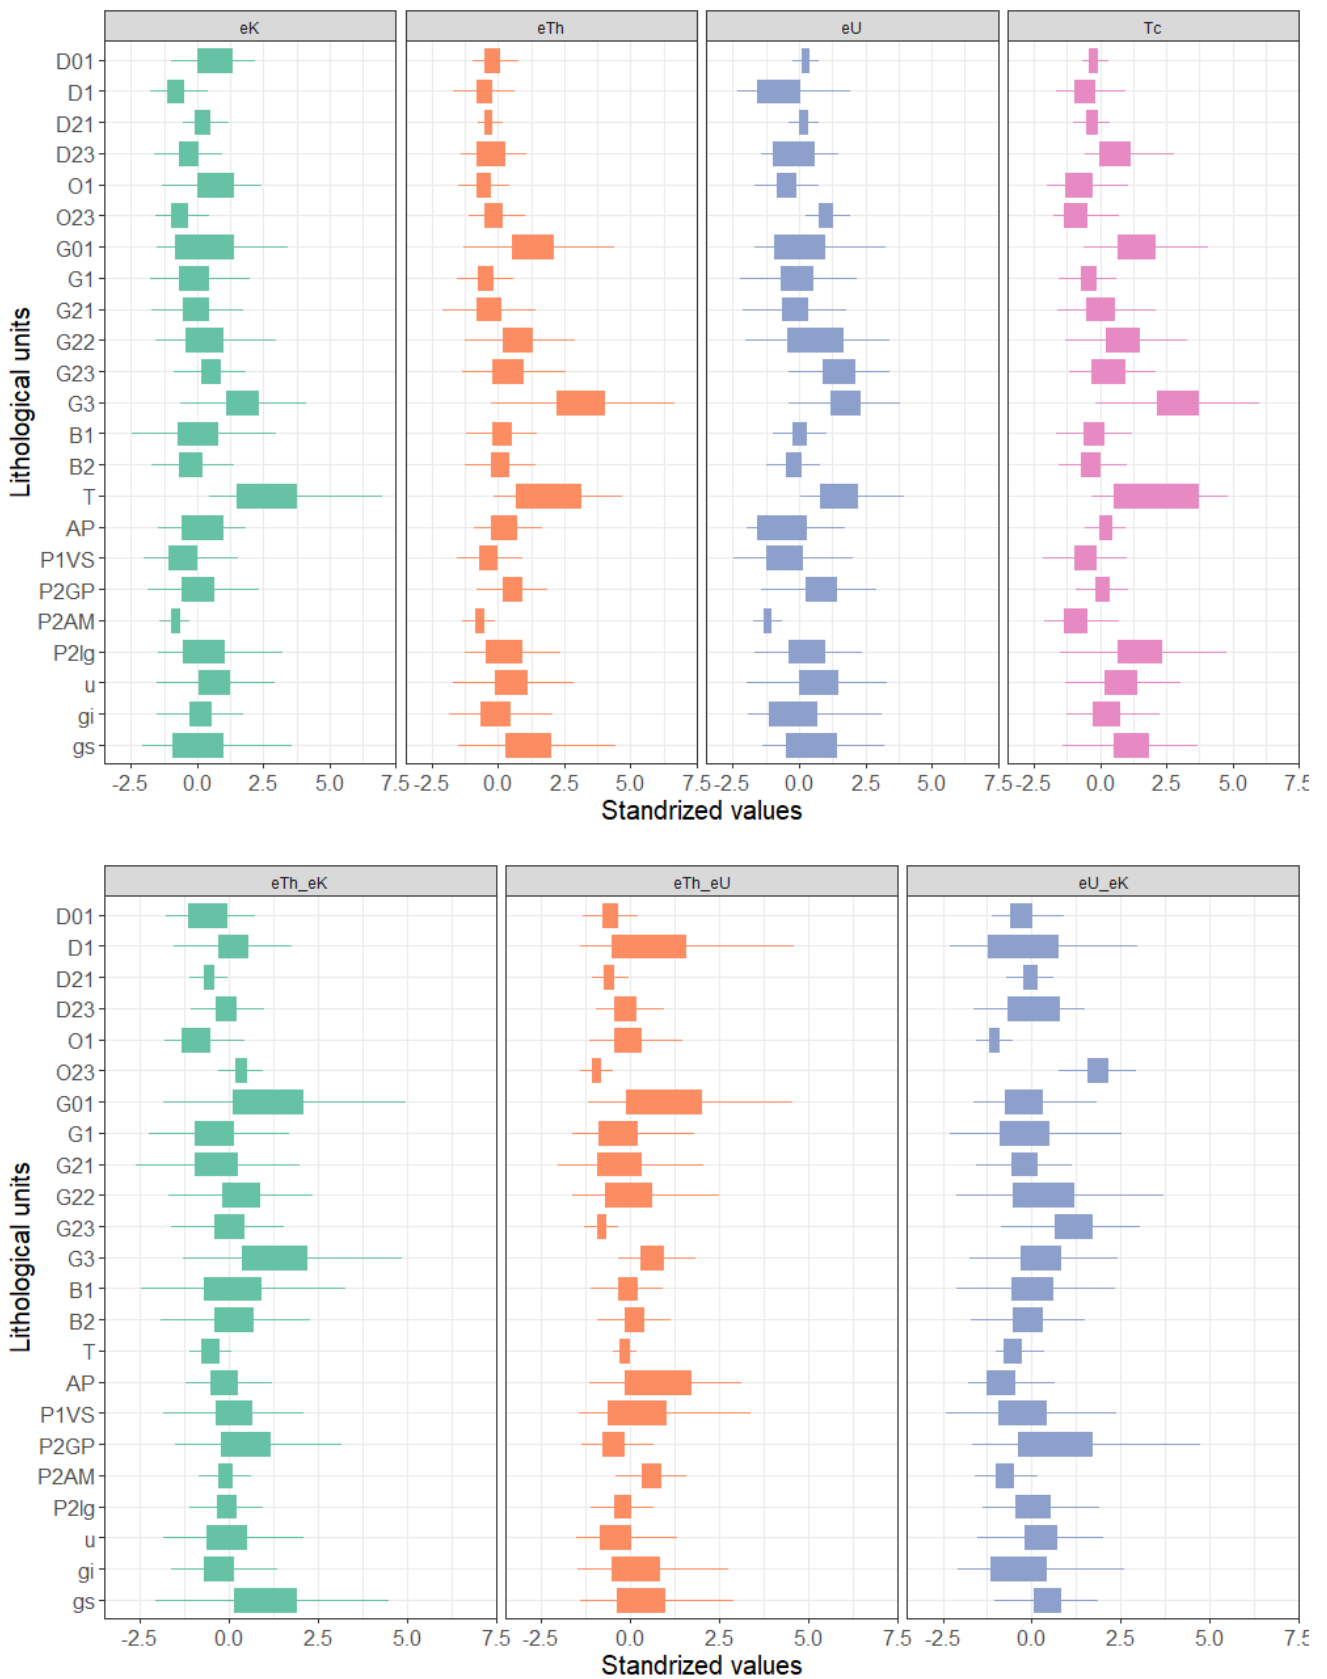 eK eTh eU Tc
Lithological units
D01
D1
D21
D23
O1
O23
G01
G1
G21
G22
G23
G3
B1
B2
T
AP
P1VS
P2GP
P2AM
P2Ig
u
gi
gs
-2.5 0.0 2.5 5.0 7.5 -2.5 0.0 2.5 5.0 7.5 -2.5 0.0 2.5 5.0 7.5 -2.5 0.0 2.5 5.0 7.5
Standrized values
eTh_eK eTh_eU eU_eK
Lithological units
D01
D1
D21
D23
O1
O23
G01
G1
G21
G22
G23
G3
B1
B2
T
AP
P1VS
P2GP
P2AM
P2Ig
u
gi
gs
-2.5 0.0 2.5 5.0 7.5 -2.5 0.0 2.5 5.0 7.5 -2.5 0.0 2.5 5.0 7.5
Standrized values